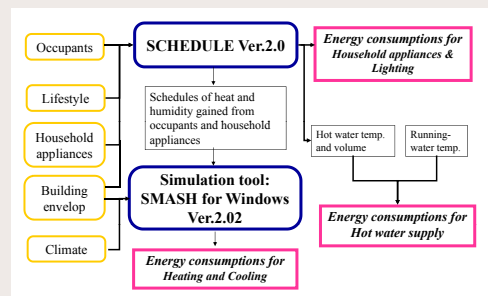 Occupants
Lifestyle
Household
appliances
Building
envelop
Climate
SCHEDULE Ver.2.0
Schedules of heat and
humidity gained from
occupants and household
appliances
Simulation tool:
SMASH for Windows
Ver.2.02
Energy consumptions for
Heating and Cooling
Energy consumptions for
Household appliances &
Lighting
Hot water temp.
and volume
Running-
water temp.
Energy consumptions for
Hot water supply